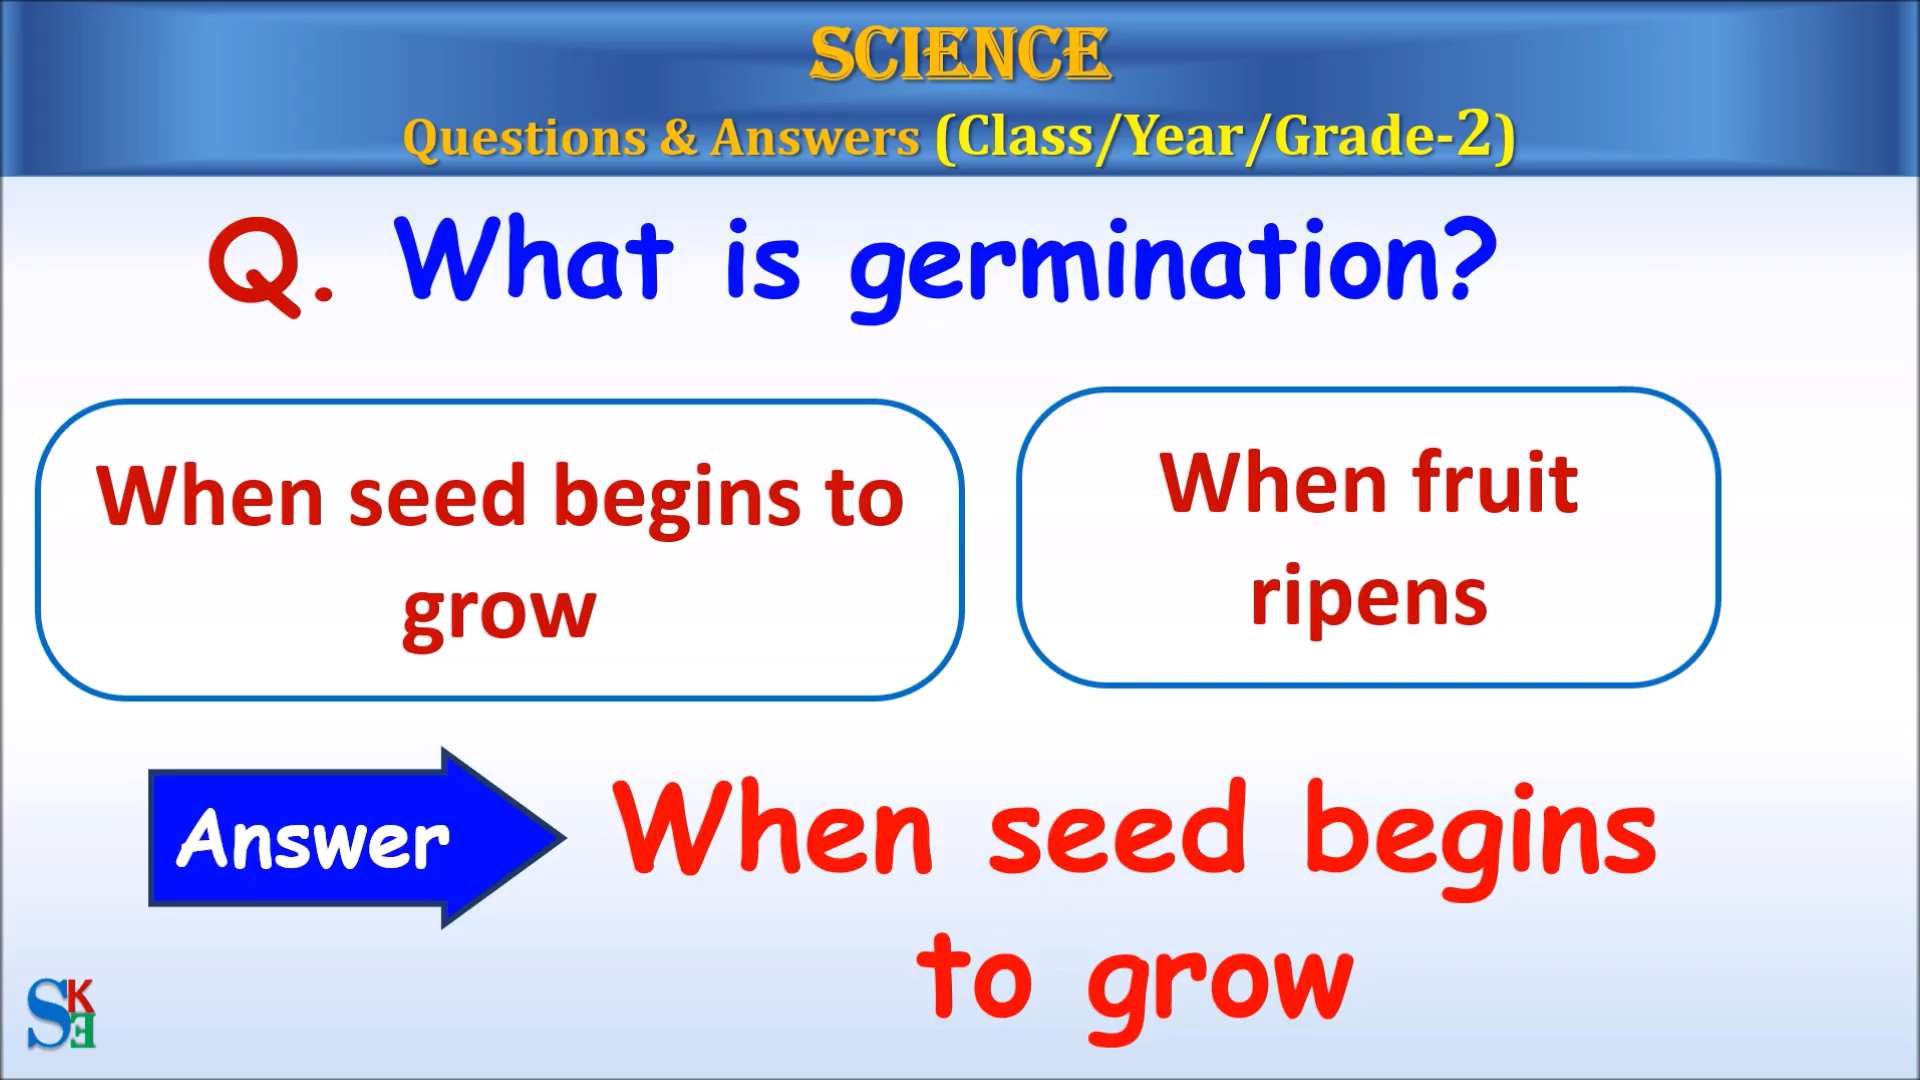 SCIENCE
Questions & Answers (Class/Year/Grade-2)
Q. What is germination?
When seed begins to
grow
When fruit
ripens
Answer
When seed begins
to grow
SKE